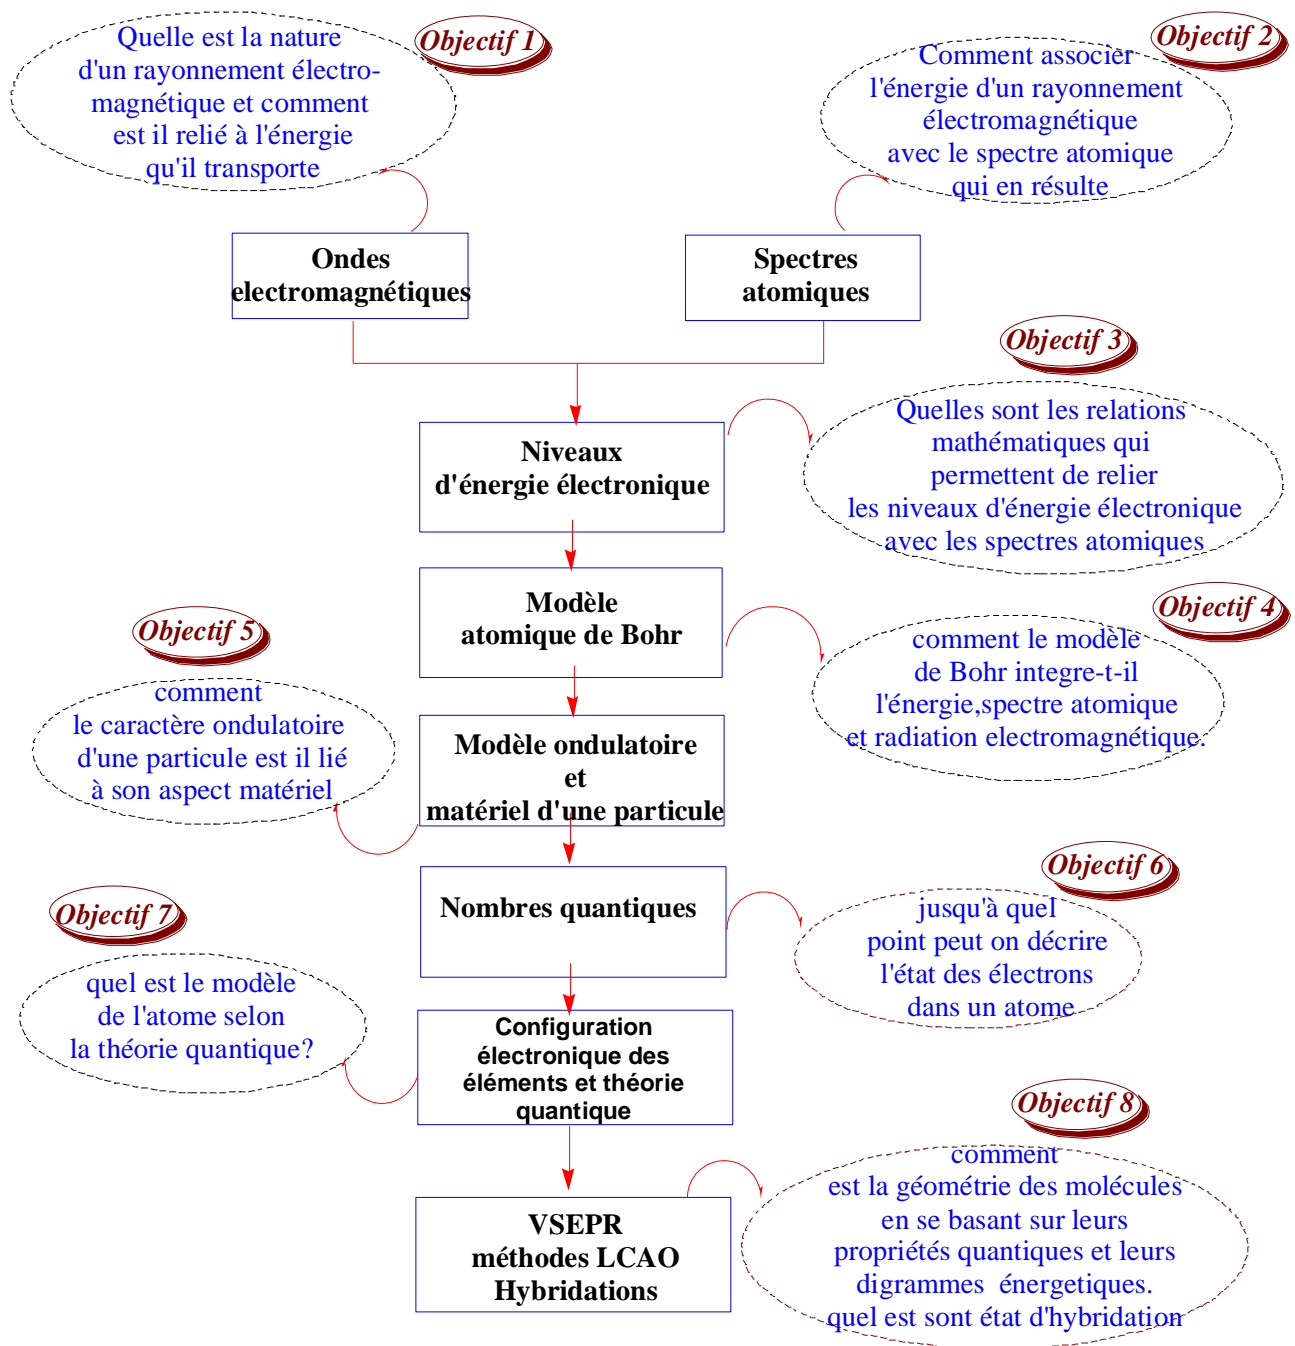 Objectif 1
Quelle est la nature
d'un rayonnement électro-
magnétique et comment
est il relié à l'énergie
qu'il transporte
Objectif 2
Comment associer
l'énergie d'un rayonnement
électromagnétique
avec le spectre atomique
qui en résulte
Ondes
electromagnétiques
Spectres
atomiques
Objectif 3
Quelles sont les relations
mathématiques qui
permettent de relier
les niveaux d'énergie électronique
avec les spectres atomiques
Niveaux
d'énergie électronique
Modèle
atomique de Bohr
Objectif 4
comment le modèle
de Bohr integre-t-il
l'énergie,spectre atomique
et radiation electromagnétique.
Objectif 5
comment
le caractère ondulatoire
d'une particule est il lié
à son aspect matériel
Modèle ondulatoire
et
matériel d'une particule
Objectif 6
jusqu'à quel
point peut on décrire
l'état des électrons
dans un atome
Nombres quantiques
Objectif 7
quel est le modèle
de l'atome selon
la théorie quantique?
Configuration
électronique des
éléments et théorie
quantique
Objectif 8
comment
est la géométrie des molécules
en se basant sur leurs
propriétés quantiques et leurs
digrammes énergetiques.
quel est sont état d'hybridation
VSEPR
méthodes LCAO
Hybridations